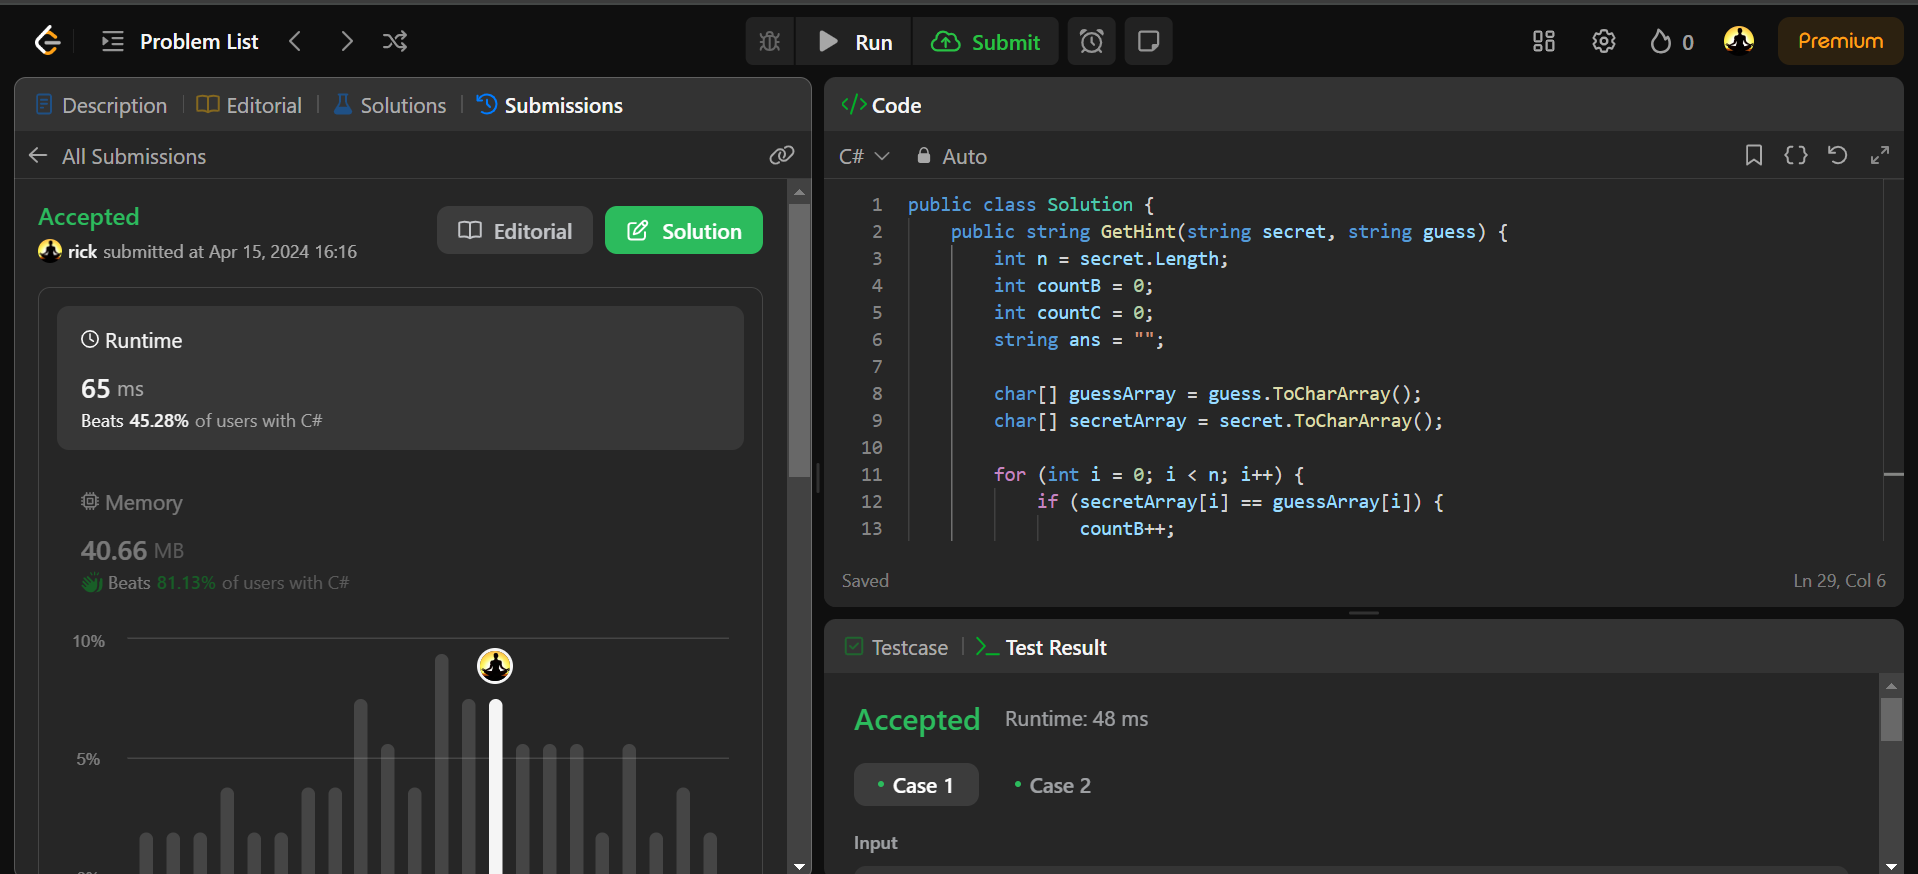 Problem List
Run
Submit
0
Premium
Description
Editorial
Solutions
Submissions
All Submissions
Accepted
rick submitted at Apr 15, 2024 16:16
Editorial
Solution
Runtime
65 ms
Beats 45.28% of users with C#
Memory
40.66 MB
Beats 81.13% of users with C#
10%
5%
</> Code
C#
Auto
1 public class Solution {
2 public string GetHint(string secret, string guess) {
3 int n = secret.Length;
4 int countB = 0;
5 int countC = 0;
6 string ans = "";
7
8 char[] guessArray = guess.ToCharArray();
9 char[] secretArray = secret.ToCharArray();
10
11 for (int i = 0; i < n; i++) {
12 if (secretArray[i] == guessArray[i]) {
13 countB++;
Saved
Ln 29, Col 6
Testcase
Test Result
Accepted
Runtime: 48 ms
Case 1
Case 2
Input